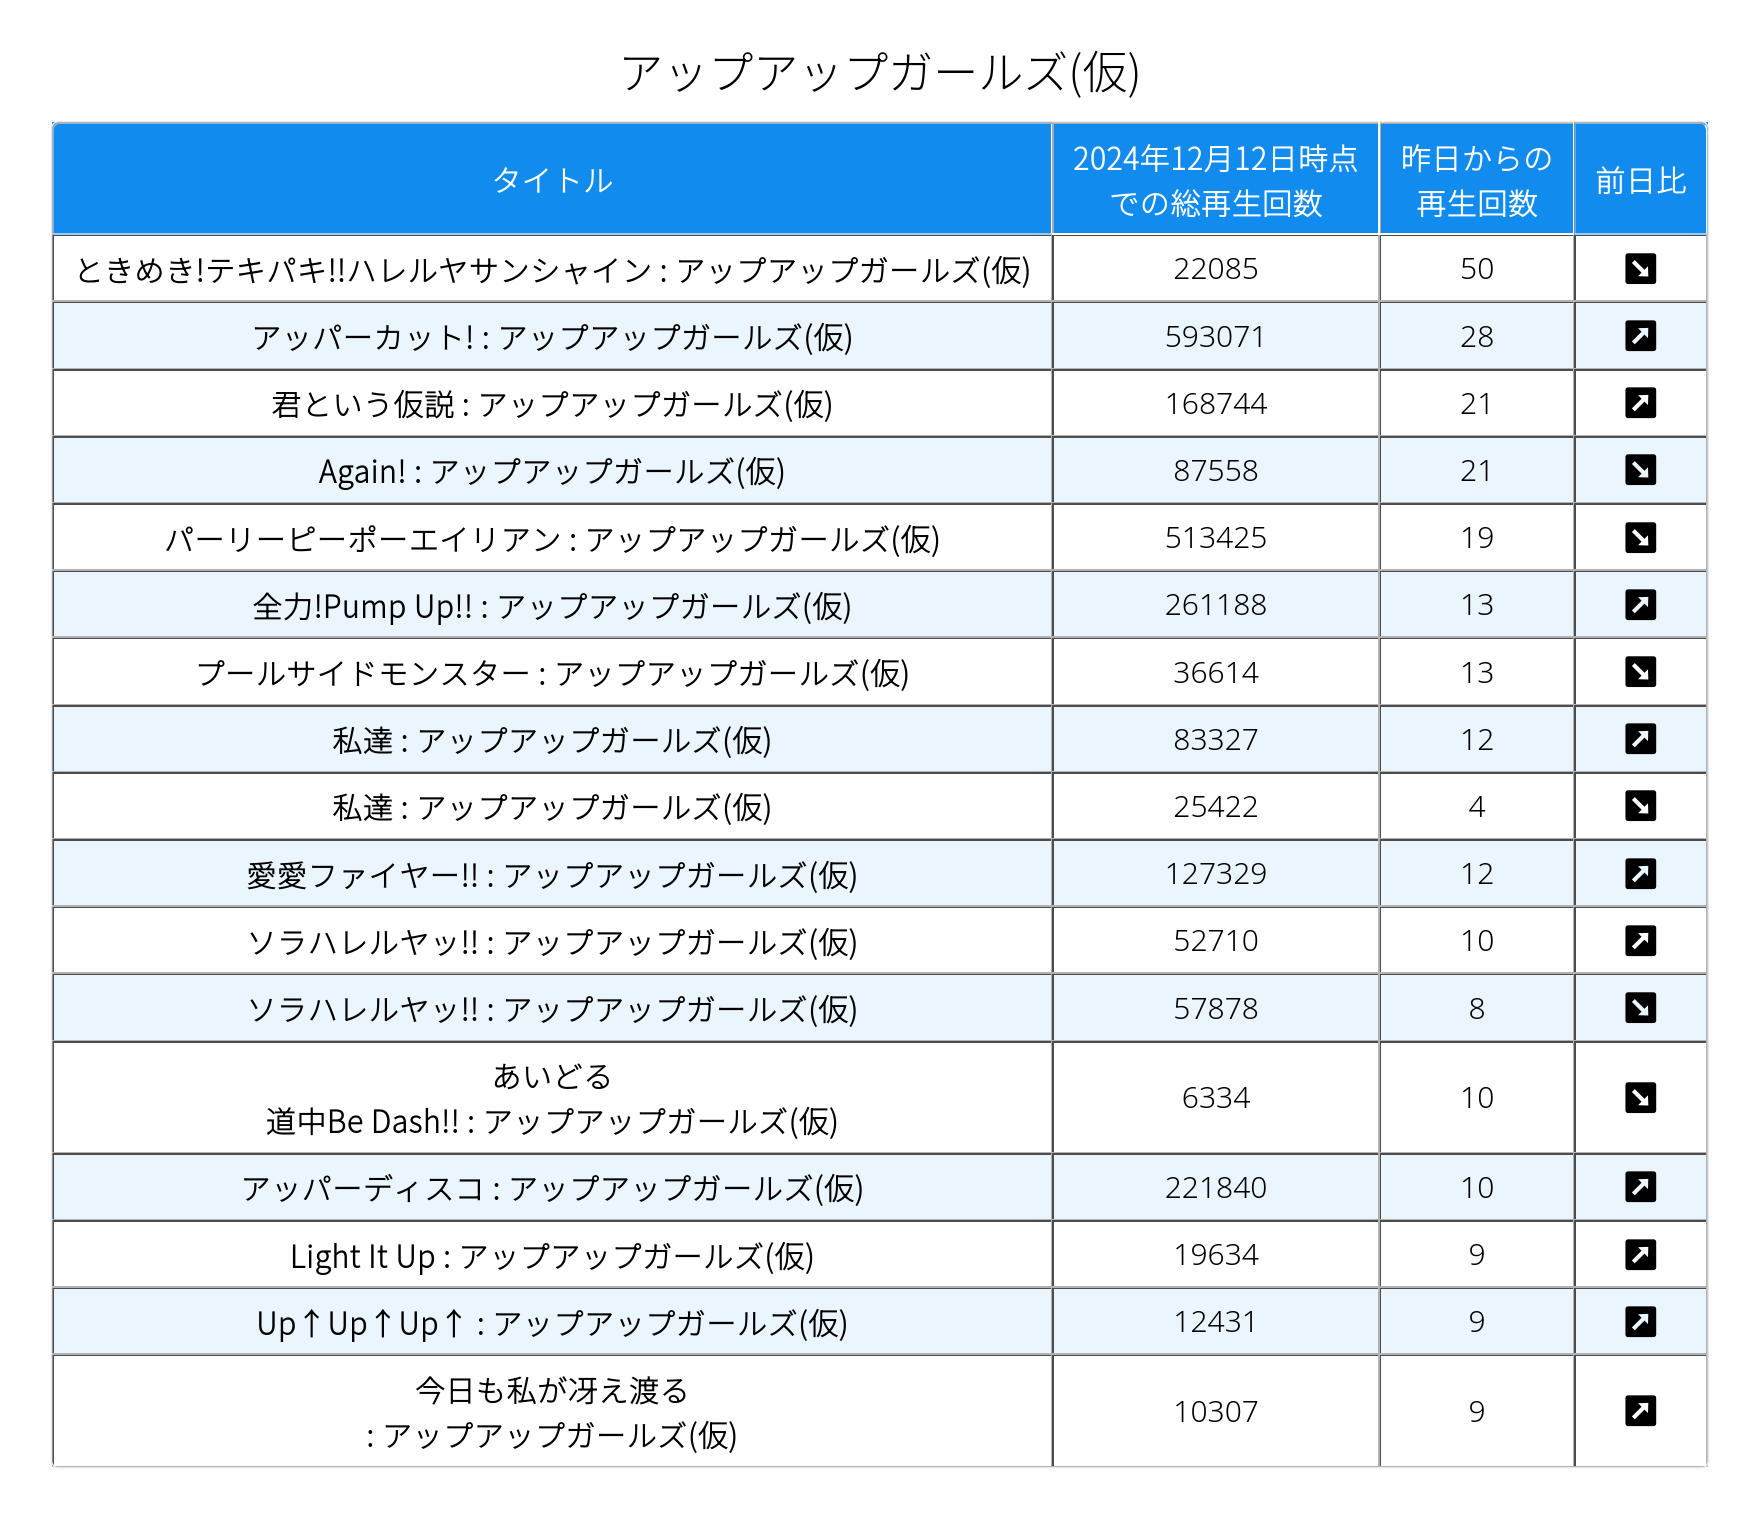 アップアップガールズ(仮)
タイトル 2024年12月12日時点 昨日からの 前日比
での総再生回数 再生回数
ときめき!テキパキ!!ハレルヤサンシャイン : アップアップガールズ(仮) 22085 50 ↘
アッパーカット! : アップアップガールズ(仮) 593071 28 ↗
君という仮説 : アップアップガールズ(仮) 168744 21 ↗
Again! : アップアップガールズ(仮) 87558 21 ↘
パーリーピーポーエイリアン : アップアップガールズ(仮) 513425 19 ↘
全力!Pump Up!! : アップアップガールズ(仮) 261188 13 ↗
プールサイドモンスター : アップアップガールズ(仮) 36614 13 ↘
私達 : アップアップガールズ(仮) 83327 12 ↗
私達 : アップアップガールズ(仮) 25422 4 ↘
愛愛ファイヤー!! : アップアップガールズ(仮) 127329 12 ↗
ソラハレルヤッ!! : アップアップガールズ(仮) 52710 10 ↗
ソラハレルヤッ!! : アップアップガールズ(仮) 57878 8 ↘
あいどる
道中Be Dash!! : アップアップガールズ(仮) 6334 10 ↘
アッパーディスコ : アップアップガールズ(仮) 221840 10 ↗
Light It Up : アップアップガールズ(仮) 19634 9 ↗
Up↑Up↑Up↑ : アップアップガールズ(仮) 12431 9 ↗
今日も私が冴え渡る
: アップアップガールズ(仮) 10307 9 ↗